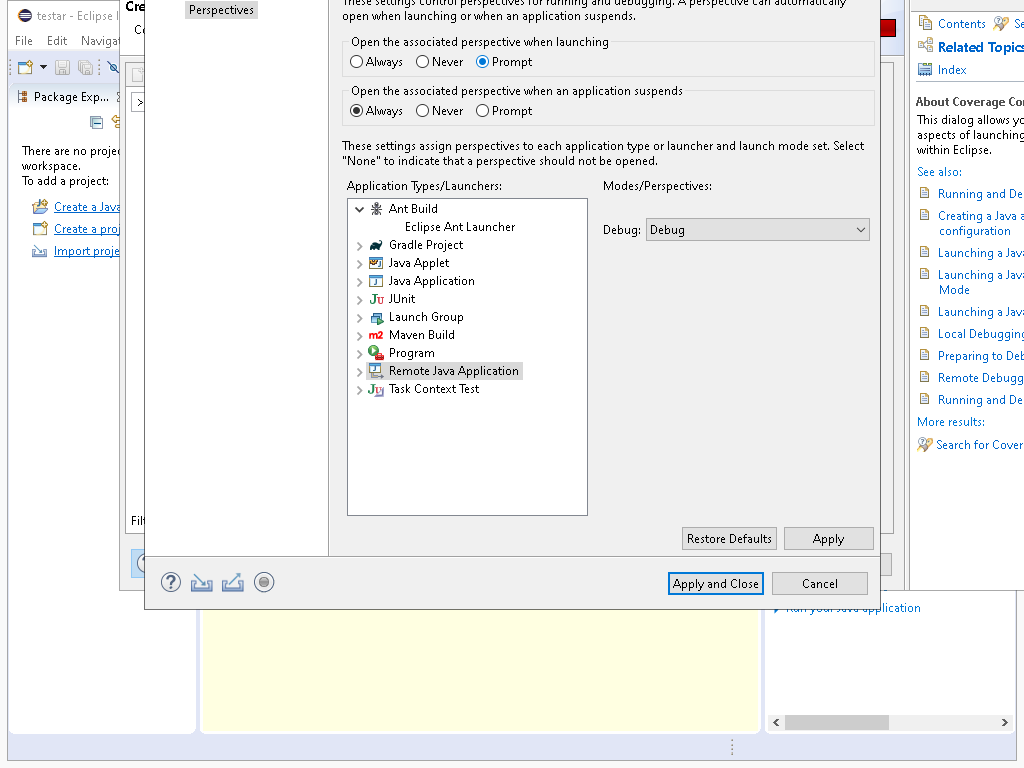 testar - Eclipse I
File Edit Navigat
Package Exp...
There are no proje
workspace.
To add a project:
Create a Java
Create a proj
Import proje
Cre
Perspectives
These settings control perspectives for running and debugging. A perspective can automatically
open when launching or when an application suspends.
Open the associated perspective when launching
Always Never Prompt
Open the associated perspective when an application suspends
Always Never Prompt
These settings assign perspectives to each application type or launcher and launch mode set. Select
"None" to indicate that a perspective should not be opened.
Application Types/Launchers:
Modes/Perspectives:
Ant Build
Eclipse Ant Launcher
Gradle Project
Java Applet
Java Application
JUnit
Launch Group
Maven Build
Program
Remote Java Application
Task Context Test
Debug: Debug
Restore Defaults Apply
Apply and Close Cancel
Filt
Contents Se
Related Topics
Index
About Coverage Co
This dialog allows yo
aspects of launching
within Eclipse.
See also:
Running and De
Creating a Java a
configuration
Launching a Java
Launching a Java
Mode
Launching a Java
Local Debugging
Preparing to Deb
Remote Debugg
Running and De
More results:
Search for Cover
Run your Java application